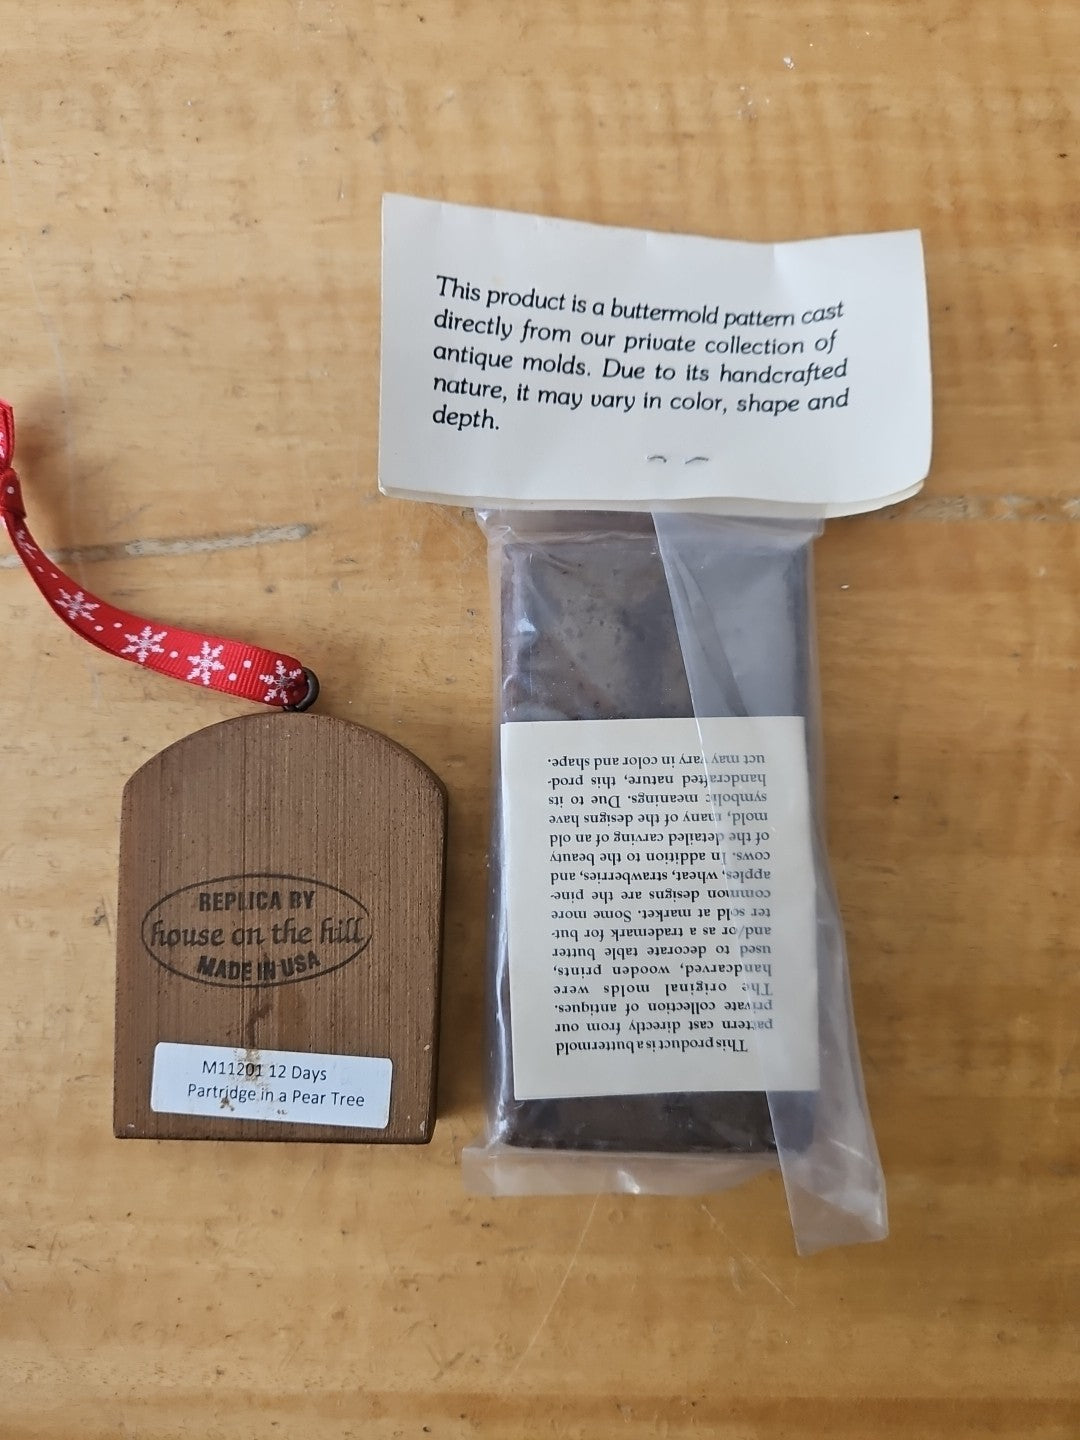 This product is a buttermold pattern cast
directly from our private collection of
antique molds. Due to its handcrafted
nature, it may vary in color, shape and
depth.
REPLICA BY
house on the hill
MADE IN USA
M11201 12 Days
Partridge in a Pear Tree
This product is a buttermold
pattern cast directly from our
private collection of antiques.
The original molds were
handcarved, wooden prints,
used to decorate table butter
and/or as a trademark for but-
ter sold at market. Some more
common designs are the pine-
apples, wheat, strawberries, and
cows. In addition to the beauty
of the detailed carving of an old
mold, many of the designs have
symbolic meanings. Due to its
handcrafted nature, this prod-
uct may vary in color and shape.